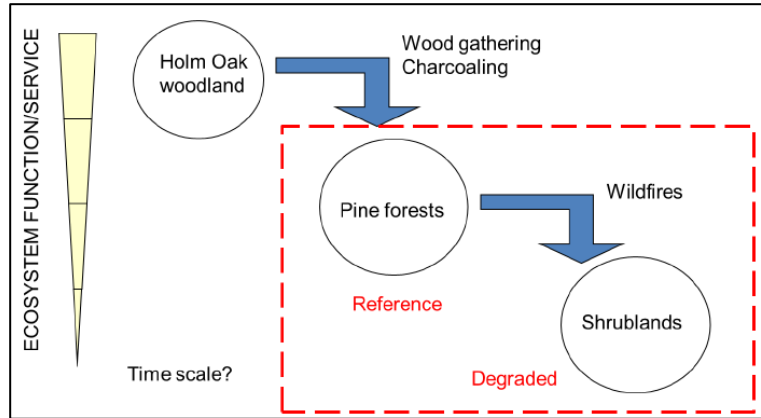 ECOSYSTEM FUNCTION/SERVICE
Holm Oak
woodland
Wood gathering
Charcoaling
Pine forests
Wildfires
Reference
Shrublands
Time scale?
Degraded